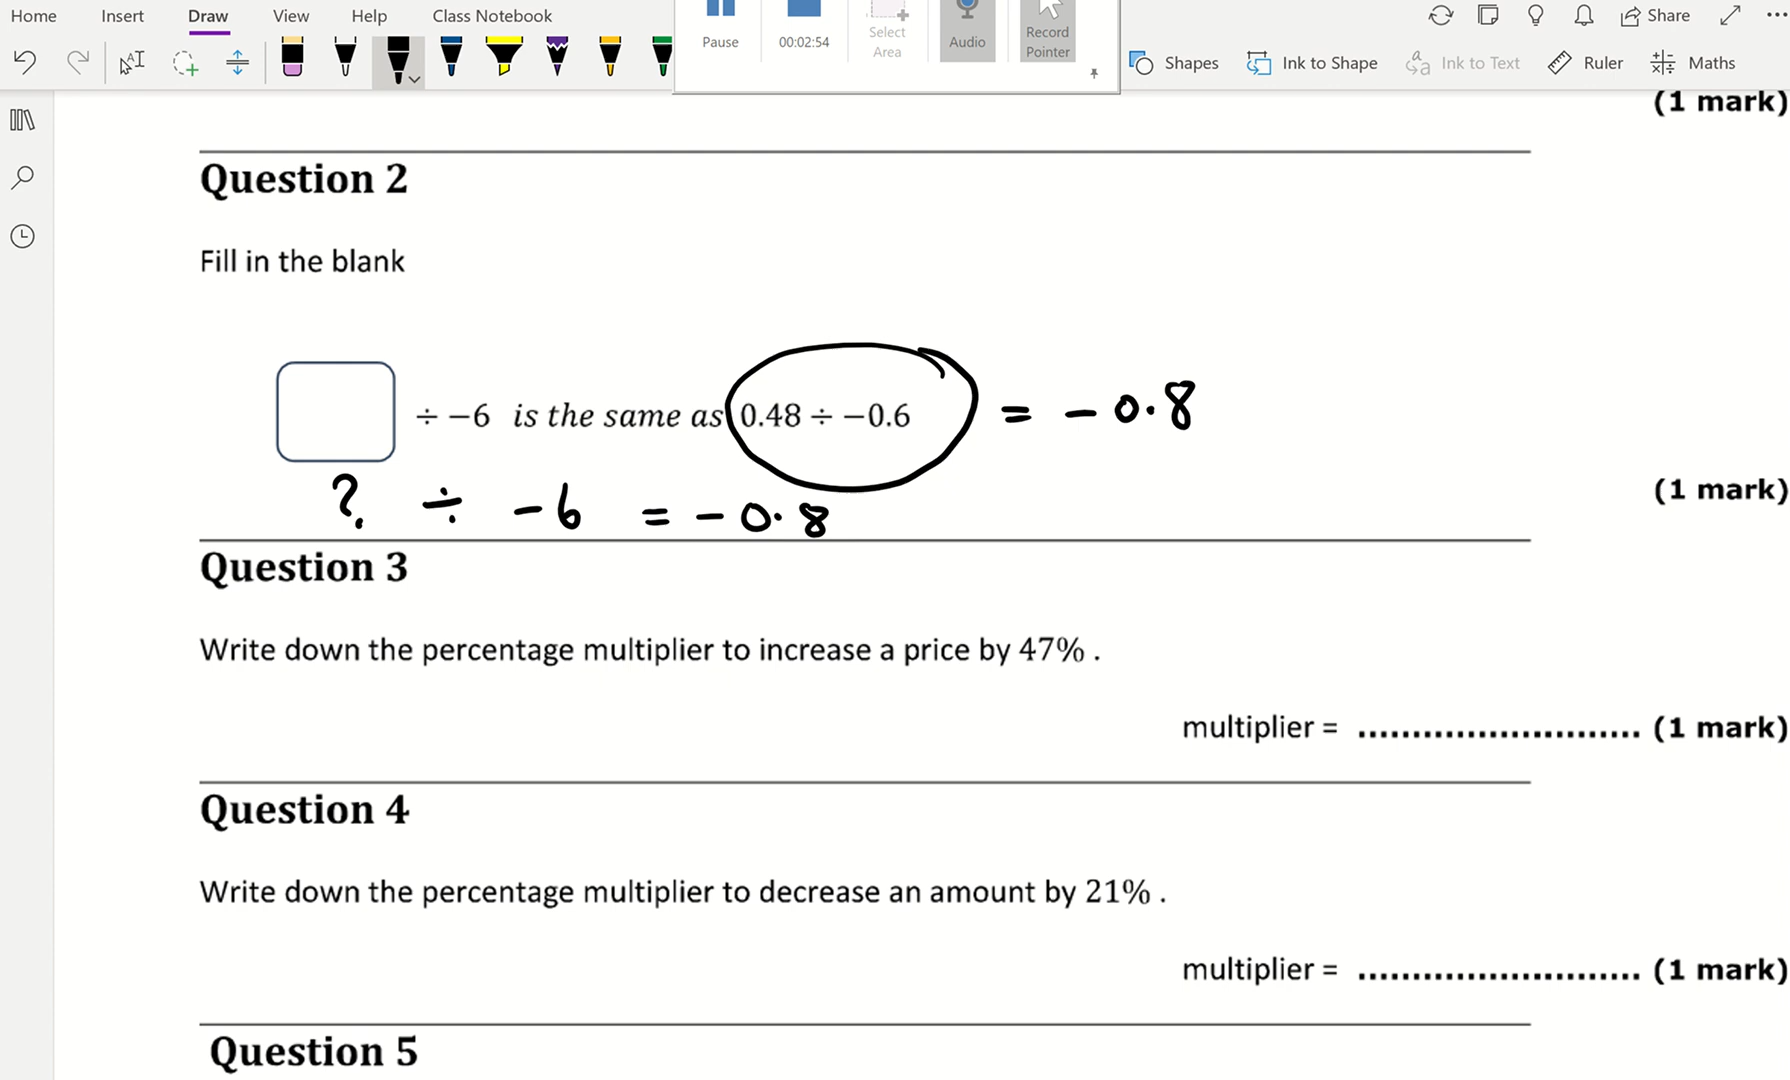 Home Insert Draw View Help Class Notebook
Pause 00:02:54 Select Area Audio Record Pointer
Share
Shapes Ink to Shape Ink to Text Ruler Maths
(1 mark)
Question 2
Fill in the blank
÷ −6 is the same as 0.48 ÷ −0.6 = - 0.8
? ÷ - 6 = - 0.8
(1 mark)
Question 3
Write down the percentage multiplier to increase a price by 47% .
multiplier = .......................... (1 mark)
Question 4
Write down the percentage multiplier to decrease an amount by 21% .
multiplier = .......................... (1 mark)
Question 5